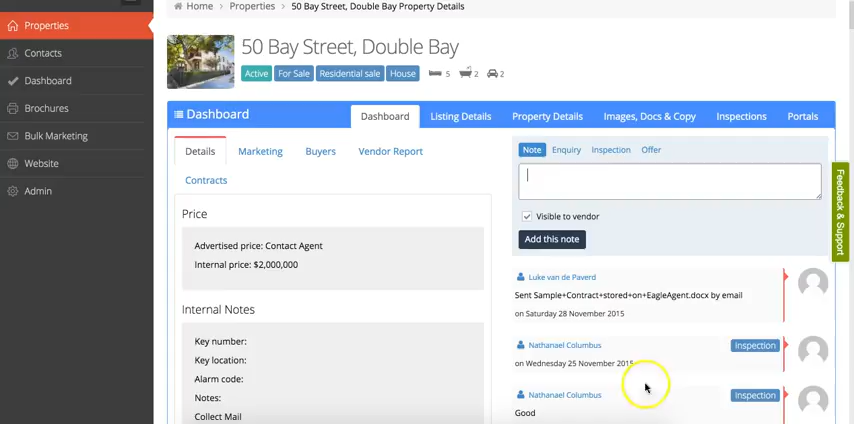 Home > Properties > 50 Bay Street, Double Bay Property Details
Properties
Contacts
Dashboard
Brochures
Bulk Marketing
Website
Admin
50 Bay Street, Double Bay
Active For Sale Residential sale House 5 2 2
Dashboard
Dashboard Listing Details Property Details Images, Docs & Copy Inspections Portals
Details Marketing Buyers Vendor Report
Contracts
Price
Advertised price: Contact Agent
Internal price: $2,000,000
Internal Notes
Key number:
Key location:
Alarm code:
Notes:
Collect Mail
Note Enquiry Inspection Offer
Visible to vendor
Add this note
Luke van de Paverd
Sent Sample+Contract+stored+on+EagleAgent.docx by email
on Saturday 28 November 2015
Nathanael Columbus Inspection
on Wednesday 25 November 2015
Nathanael Columbus Inspection
Good
Feedback & Support